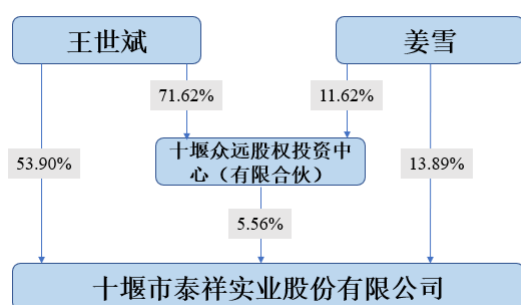 王世斌
姜雪
71.62%
11.62%
53.90%
十堰众远股权投资中
心（有限合伙）
13.89%
5.56%
十堰市泰祥实业股份有限公司